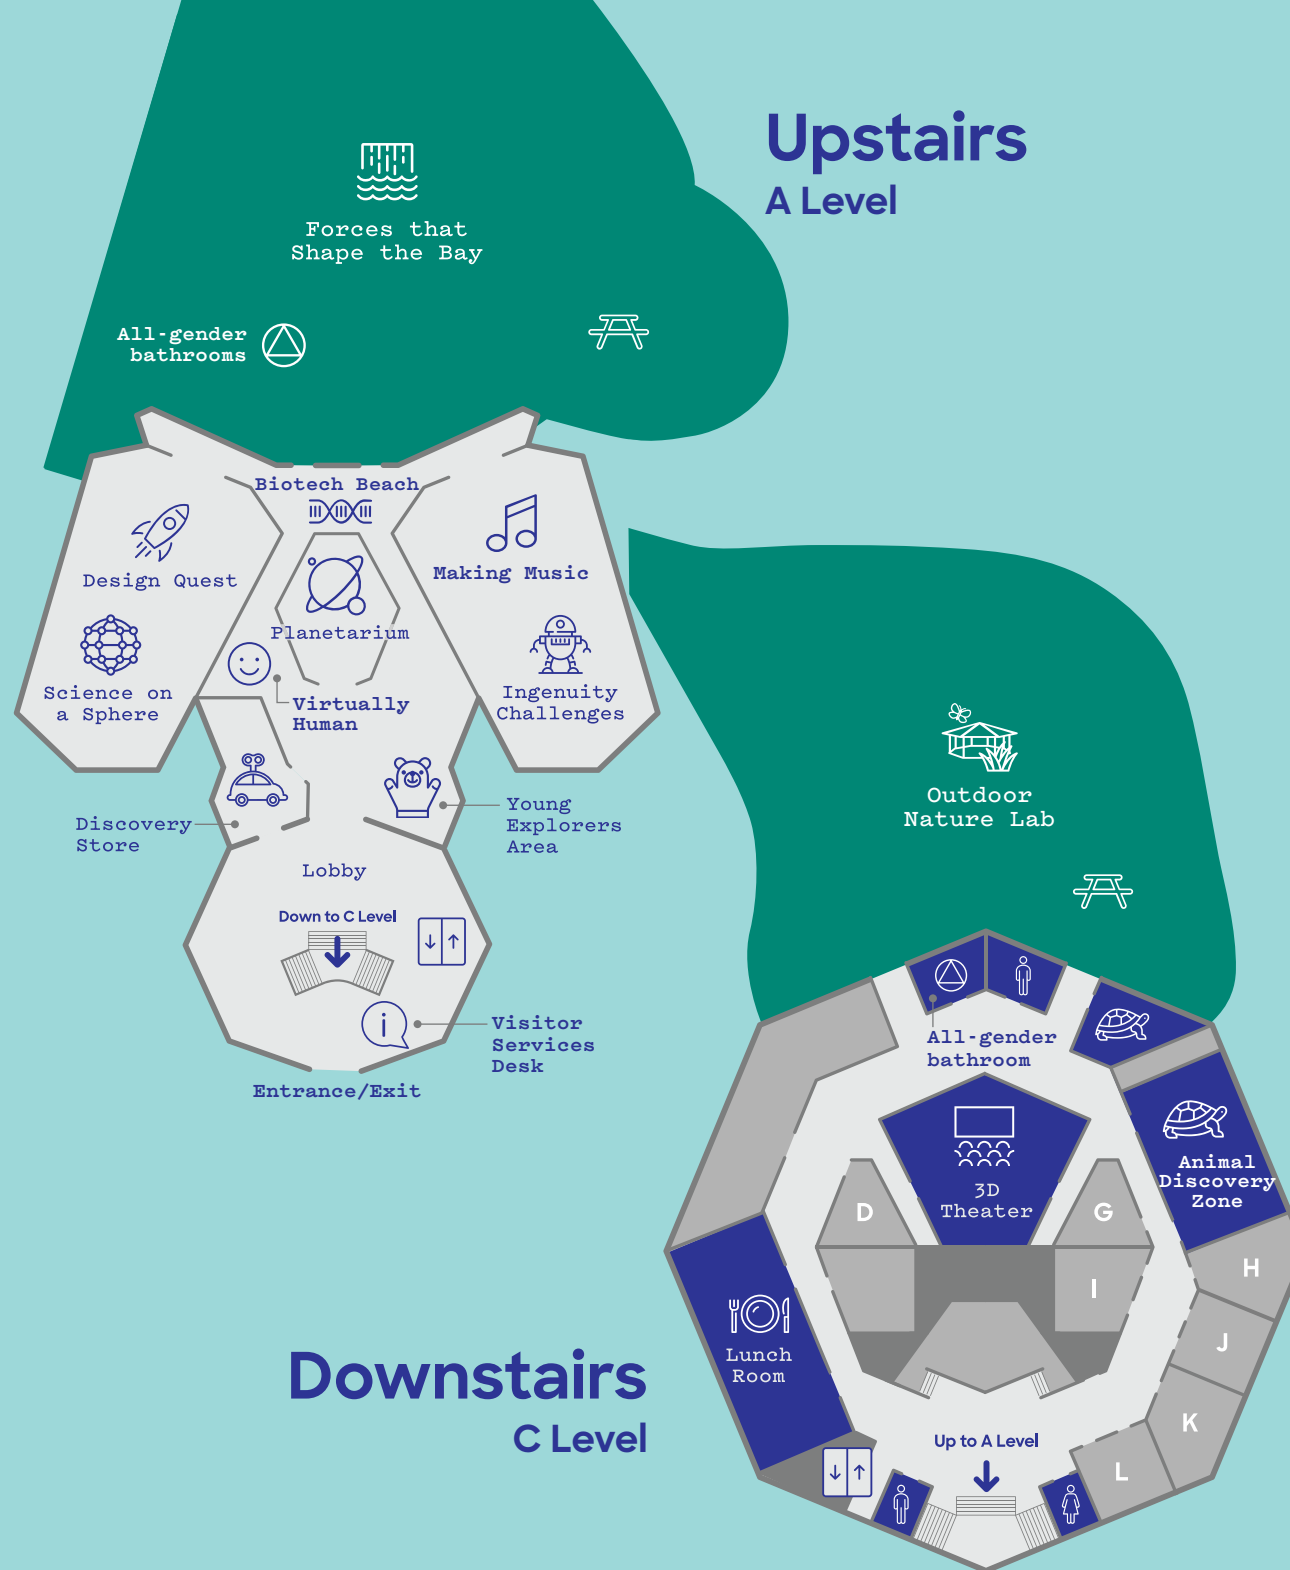 Upstairs
A Level
Forces that
Shape the Bay
All-gender
bathrooms
Biotech Beach
Design Quest
Making Music
Planetarium
Science on
a Sphere
Virtually
Human
Ingenuity
Challenges
Discovery
Store
Young
Explorers
Area
Lobby
Down to C Level
i
Visitor
Services
Desk
Entrance/Exit
Outdoor
Nature Lab
All-gender
bathroom
3D
Theater
Animal
Discovery
Zone
D
G
H
I
J
K
L
Lunch
Room
Up to A Level
Downstairs
C Level